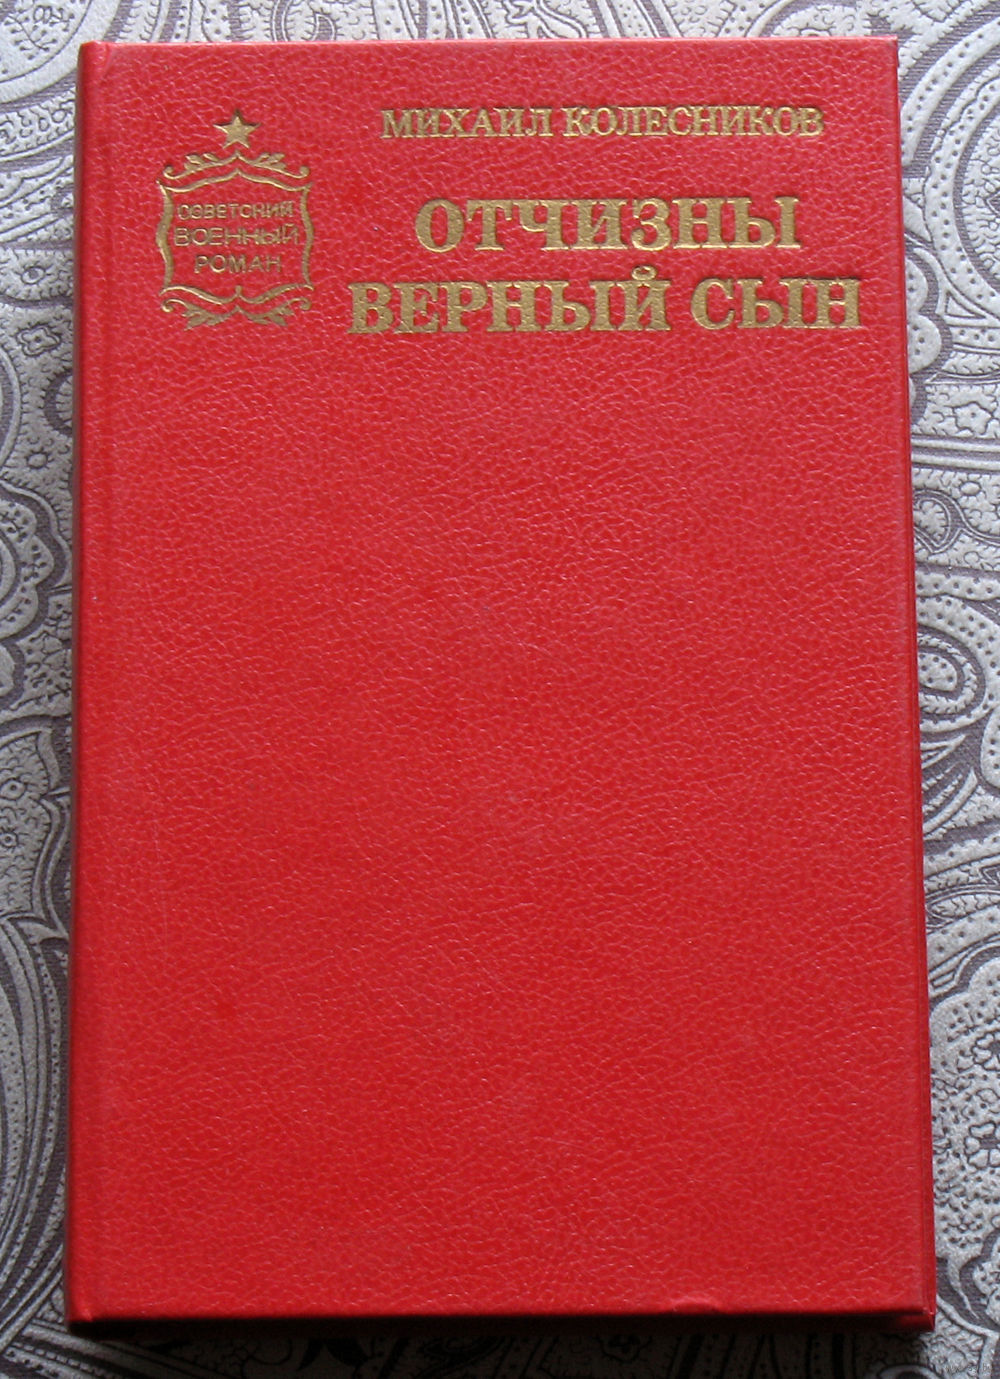 МИХАИЛ КОЛЕСНИКОВ
СОВЕТСКИЙ
ВОЕННЫЙ
РОМАН
ОТЧИЗНЫ
ВЕРНЫЙ СЫН